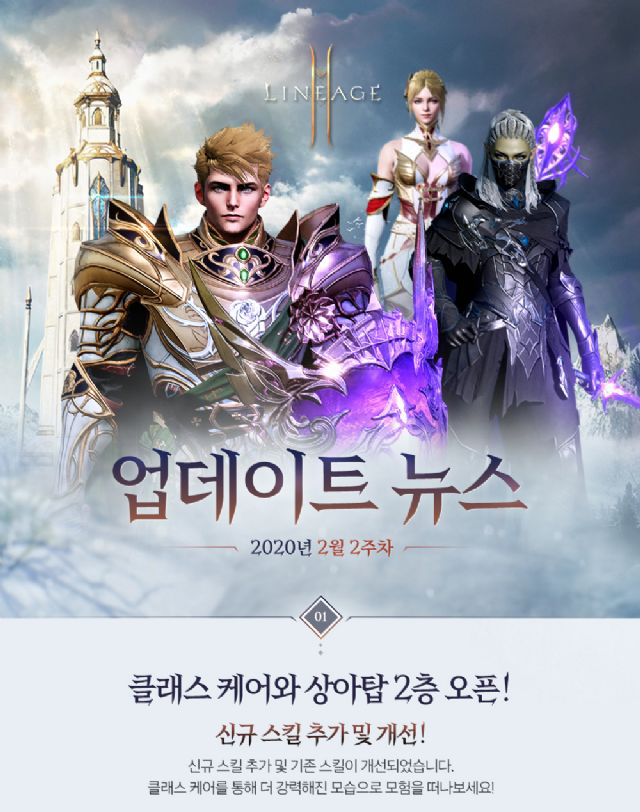 LINEAGE
II
업데이트 뉴스
2020년 2월 2주차
01
클래스 케어와 상아탑 2층 오픈!
신규 스킬 추가 및 개선!
신규 스킬 추가 및 기존 스킬이 개선되었습니다.
클래스 케어를 통해 더 강력해진 모습으로 모험을 떠나보세요!